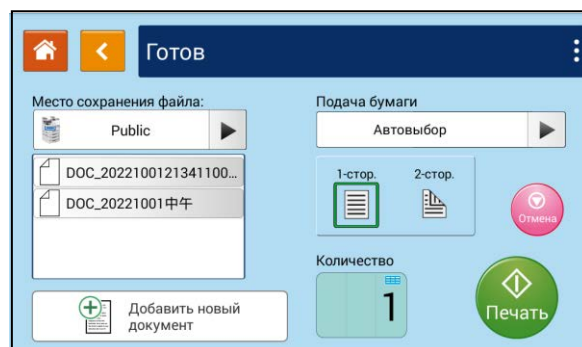 Готов
Место сохранения файла:
Public
DOC_2022100121341100...
DOC_20221001中午
Добавить новый
документ
Подача бумаги
Автовыбор
1-стор.
2-стор.
Отмена
Количество
1
Печать